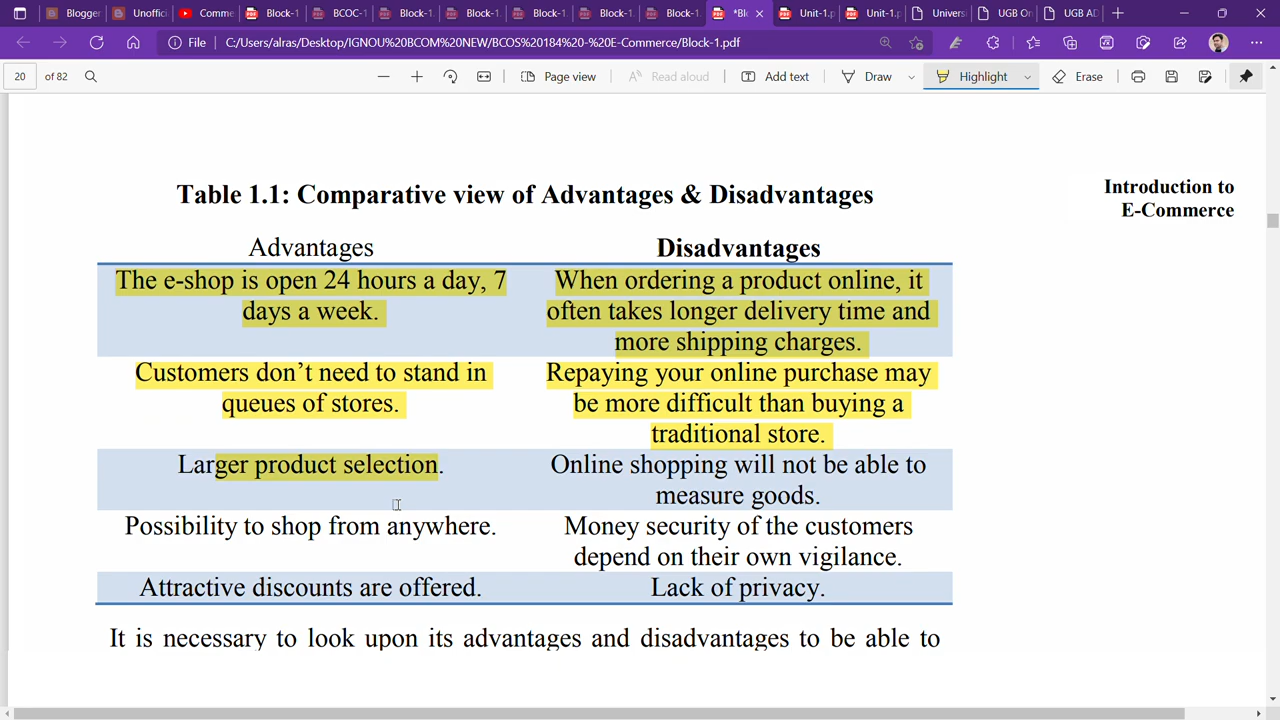 Blogger
Unoffici
Comme
Block-1
BCOC-1
Block-1.
Block-1.
Block-1.
Block-1.
Block-1.
*Blo
Unit-1.p
Unit-1.p
Universi
UGB On
UGB AD
File
C:/Users/alras/Desktop/IGNOU%20BCOM%20NEW/BCOS%20184%20-%20E-Commerce/Block-1.pdf
20 of 82
Page view
Read aloud
Add text
Draw
Highlight
Erase
Table 1.1: Comparative view of Advantages & Disadvantages
Introduction to
E-Commerce
Advantages
Disadvantages
The e-shop is open 24 hours a day, 7
days a week.
When ordering a product online, it
often takes longer delivery time and
more shipping charges.
Customers don’t need to stand in
queues of stores.
Repaying your online purchase may
be more difficult than buying a
traditional store.
Larger product selection.
Online shopping will not be able to
measure goods.
Possibility to shop from anywhere.
Money security of the customers
depend on their own vigilance.
Attractive discounts are offered.
Lack of privacy.
It is necessary to look upon its advantages and disadvantages to be able to